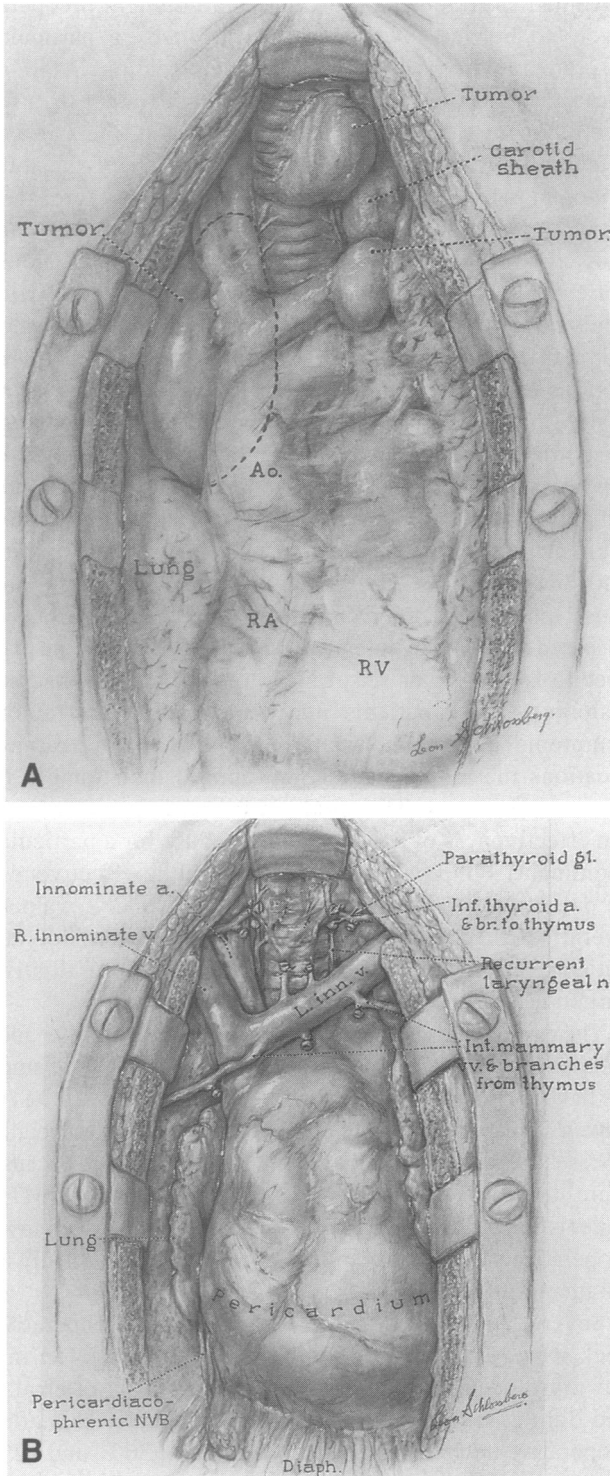 Tumor
Carotid
sheath
Tumor
Tumor
Ao.
Lung
RA
RV
Leon Schlossberg.
A
Parathyroid gl.
Innominate a.
Inf. thyroid a.
& br. to thymus
R. innominate v.
Recurrent
laryngeal n.
L. inn. v.
Int. mammary
vv. & branches
from thymus
Lung
Pericardium
Pericardiaco-
phrenic NVB
Leon Schlossberg
B
Diaph.